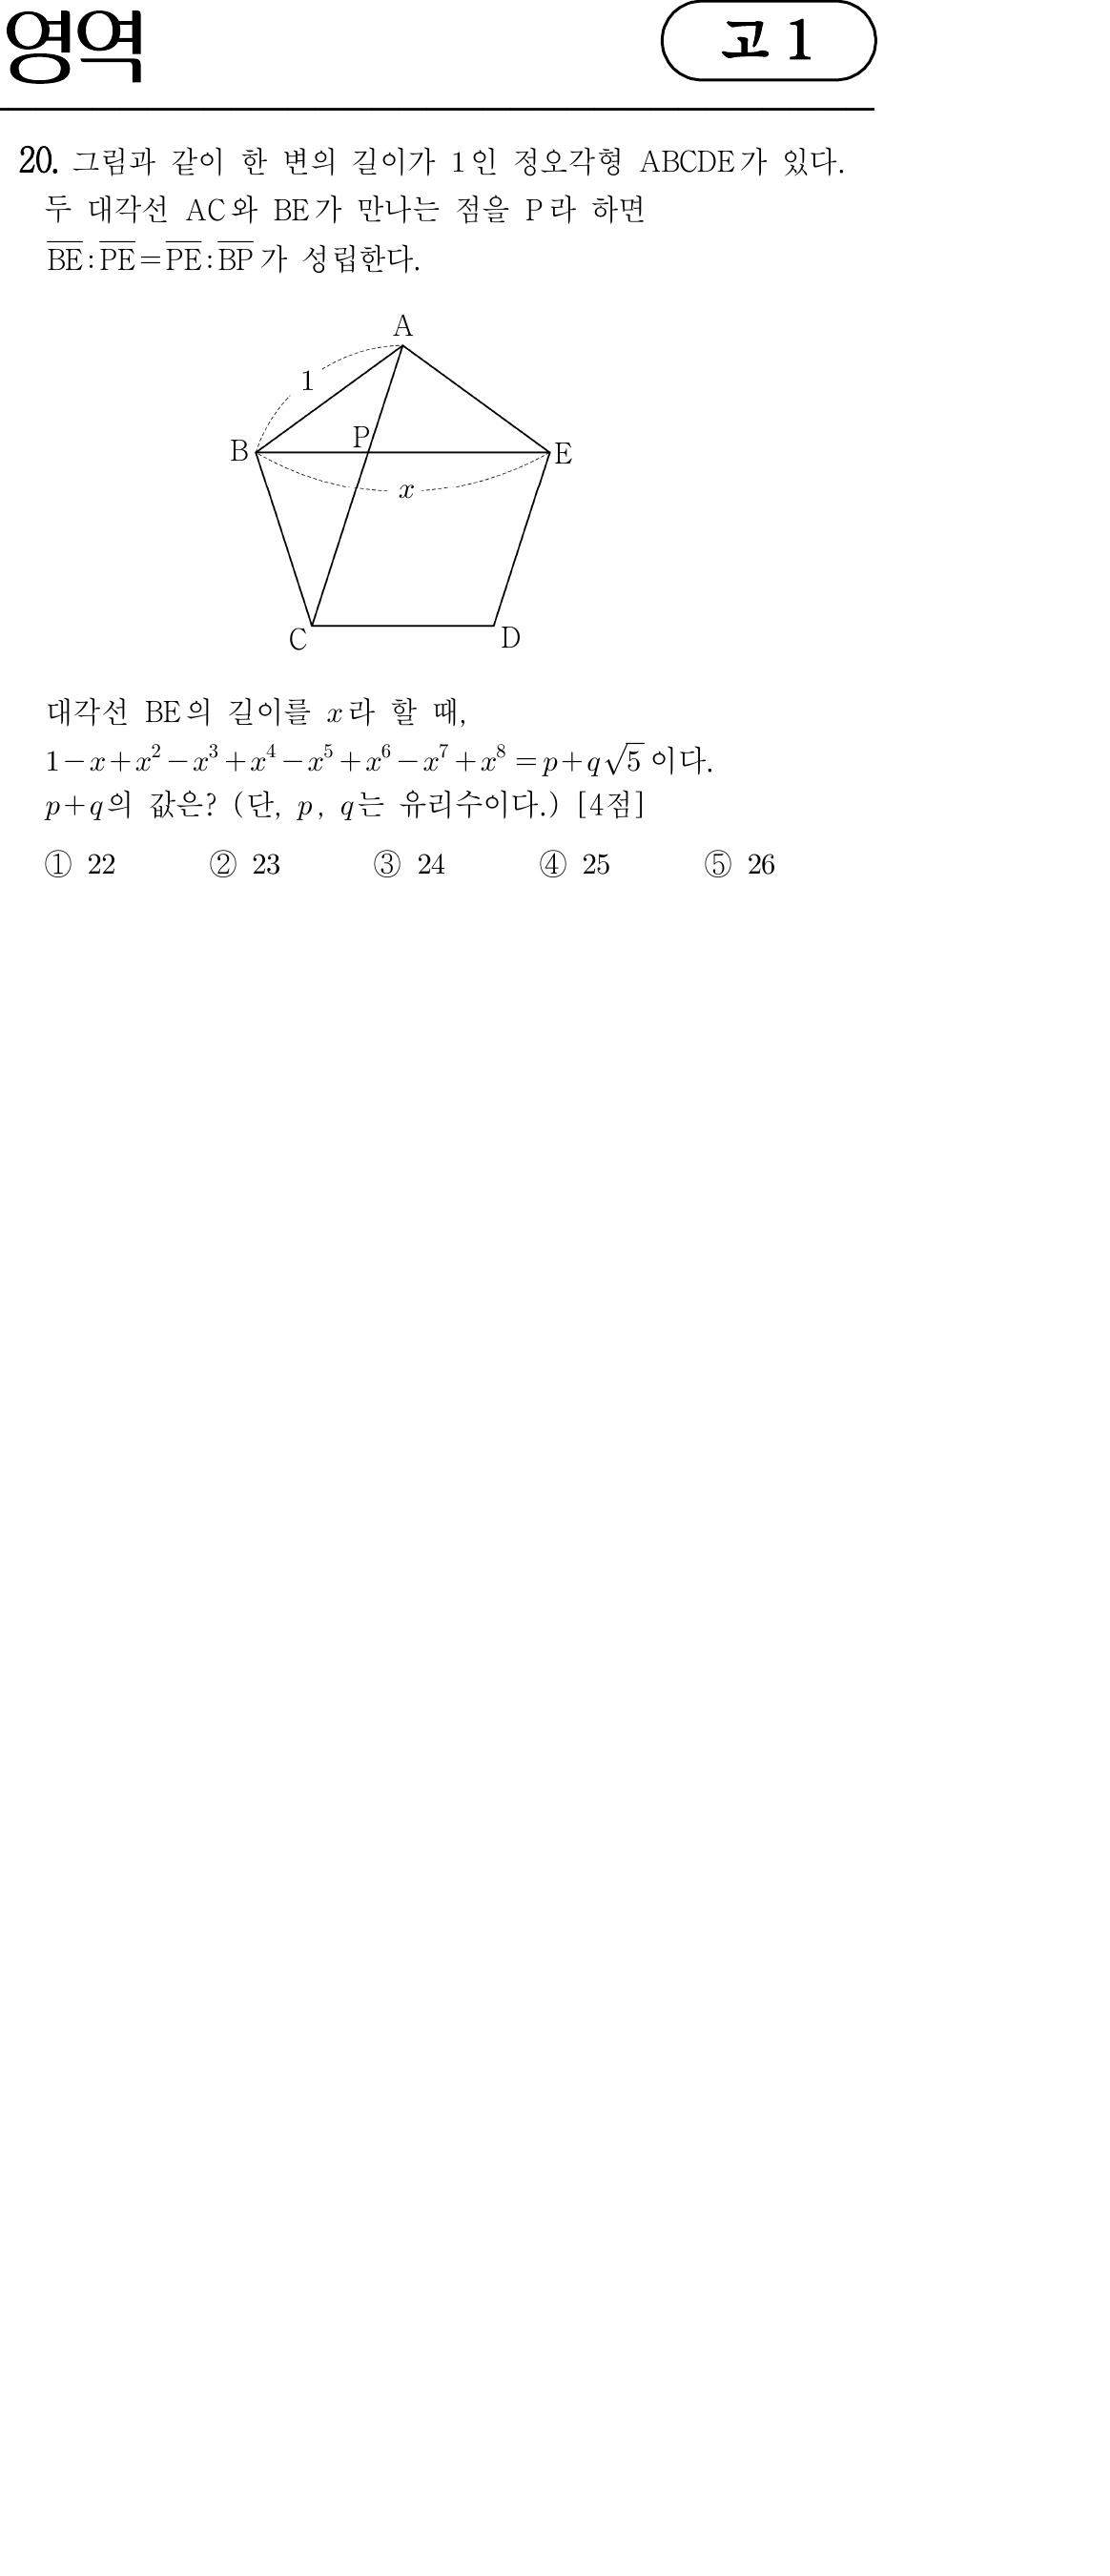 영역
고 1
20. 그림과 같이 한 변의 길이가 1인 정오각형 ABCDE가 있다.
두 대각선 AC와 BE가 만나는 점을 P라 하면
$\overline{BE}:\overline{PE}=\overline{PE}:\overline{BP}$가 성립한다.
A
1
P
B
E
x
C
D
대각선 BE의 길이를 x라 할 때,
$1-x+x^2-x^3+x^4-x^5+x^6-x^7+x^8=p+q\sqrt{5}$이다.
p+q의 값은? (단, p, q는 유리수이다.) [4점]
① 22 ② 23 ③ 24 ④ 25 ⑤ 26